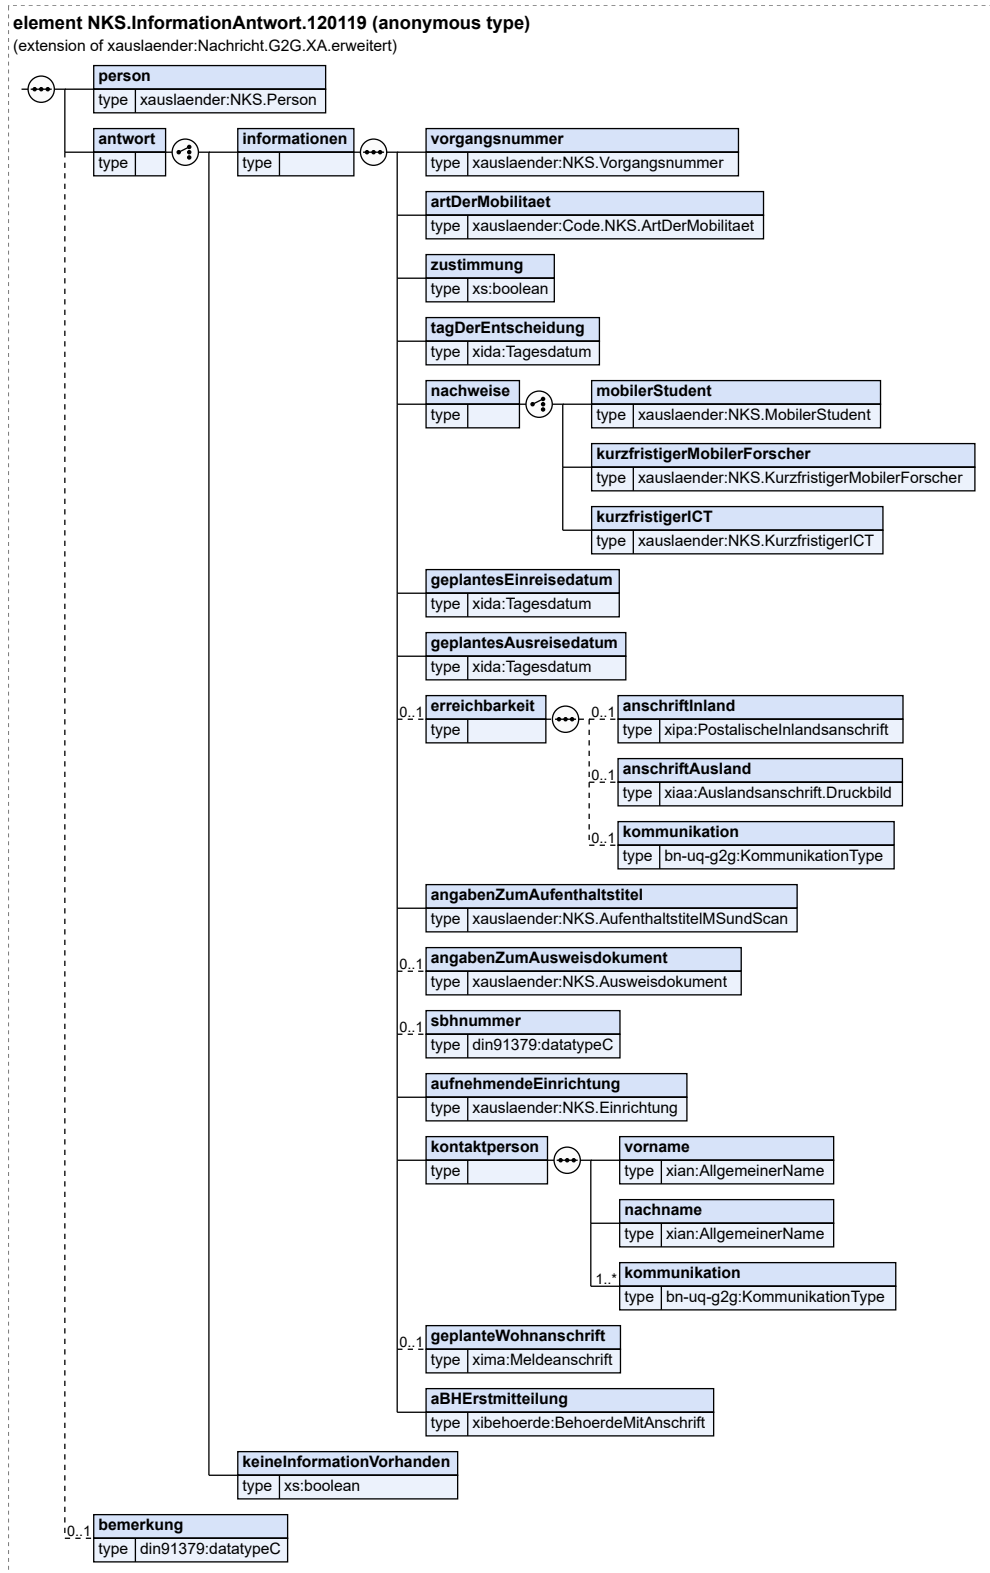 element NKS.InformationAntwort.120119 (anonymous type)
(extension of xauslaender:Nachricht.G2G.XA.erweitert)
person
type xauslaender:NKS.Person
antwort
type
informationen
type
vorgangsnummer
type xauslaender:NKS.Vorgangsnummer
artDerMobilitaet
type xauslaender:Code.NKS.ArtDerMobilitaet
zustimmung
type xs:boolean
tagDerEntscheidung
type xida:Tagesdatum
nachweise
type
mobilerStudent
type xauslaender:NKS.MobilerStudent
kurzfristigerMobilerForscher
type xauslaender:NKS.KurzfristigerMobilerForscher
kurzfristigerICT
type xauslaender:NKS.KurzfristigerICT
geplantesEinreisedatum
type xida:Tagesdatum
geplantesAusreisedatum
type xida:Tagesdatum
0..1 erreichbarkeit
type
0..1 anschriftInland
type xipa:PostalischeInlandsanschrift
0..1 anschriftAusland
type xiaa:Auslandsanschrift.Druckbild
0..1 kommunikation
type bn-uq-g2g:KommunikationType
angabenZumAufenthaltstitel
type xauslaender:NKS.AufenthaltstitelMSundScan
0..1 angabenZumAusweisdokument
type xauslaender:NKS.Ausweisdokument
0..1 sbhnummer
type din91379:datatypeC
aufnehmendeEinrichtung
type xauslaender:NKS.Einrichtung
kontaktperson
type
vorname
type xian:AllgemeinerName
nachname
type xian:AllgemeinerName
1..* kommunikation
type bn-uq-g2g:KommunikationType
0..1 geplanteWohnanschrift
type xima:Meldeanschrift
aBHErstmitteilung
type xibehoerde:BehoerdeMitAnschrift
keineInformationVorhanden
type xs:boolean
0..1 bemerkung
type din91379:datatypeC